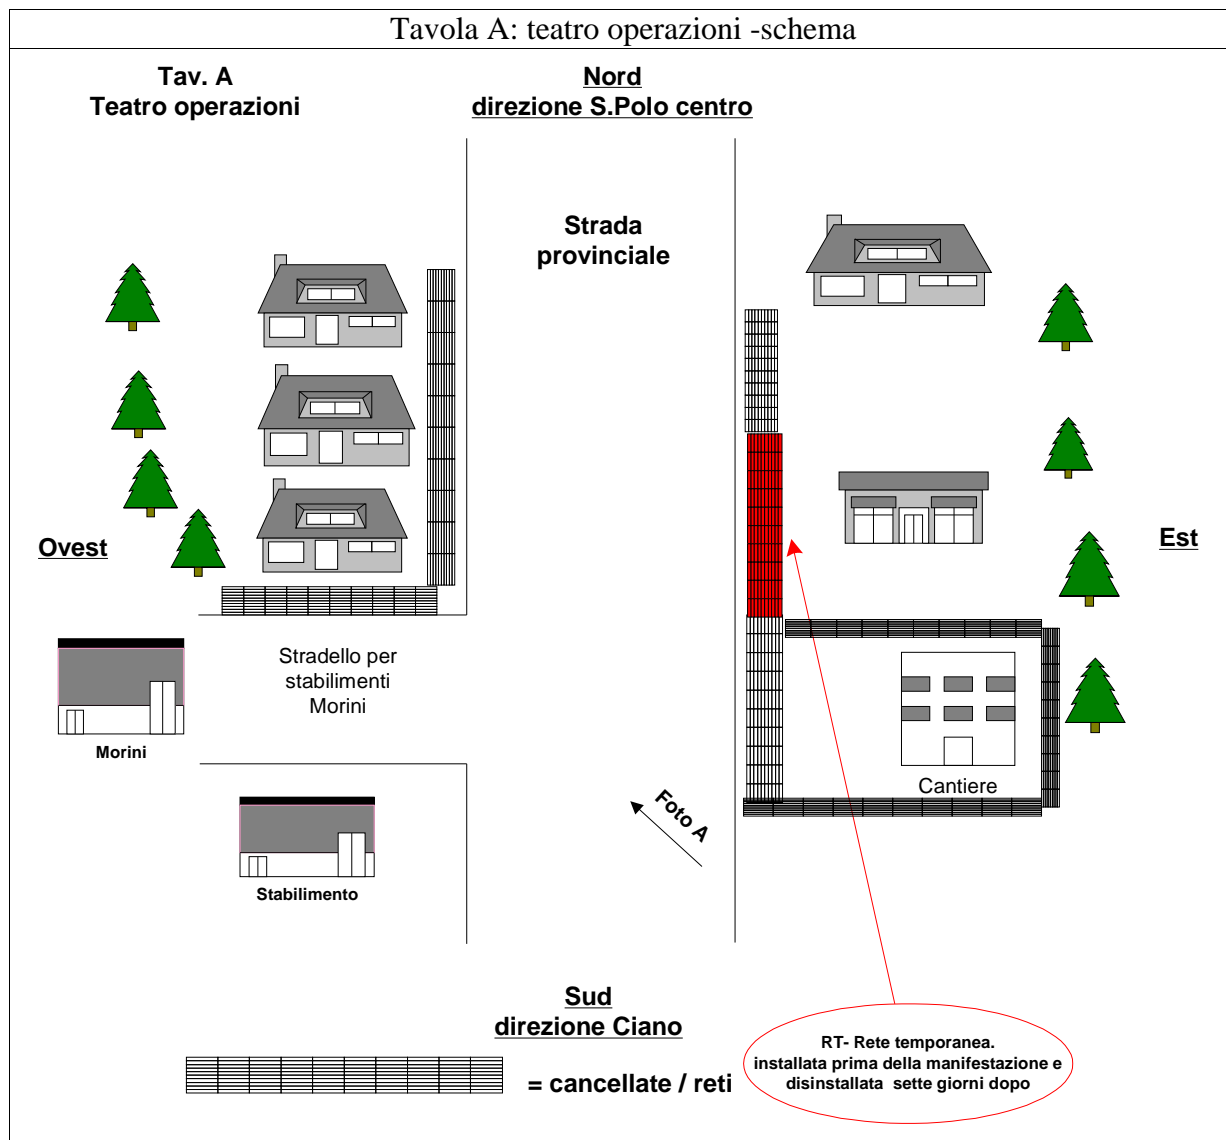 Tavola A: teatro operazioni -schema
Tav. A
Teatro operazioni
Nord
direzione S.Polo centro
Strada
provinciale
Ovest
Est
Stradello per
stabilimenti
Morini
Morini
Cantiere
Foto A
Stabilimento
Sud
direzione Ciano
= cancellate / reti
RT- Rete temporanea.
installata prima della manifestazione e
disinstallata sette giorni dopo